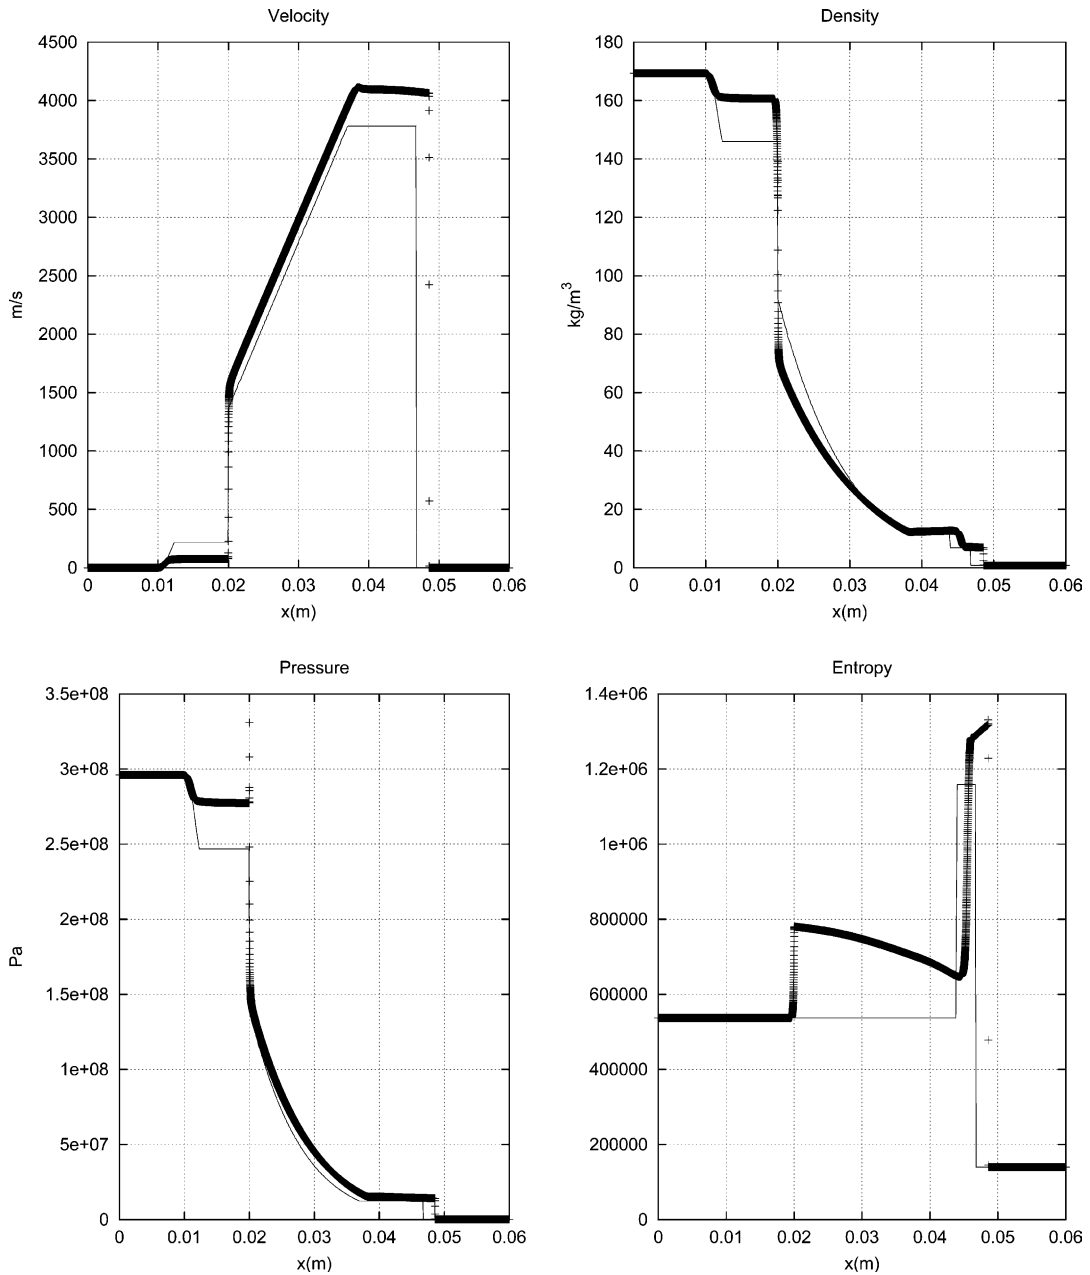 Velocity
4500
4000
3500
3000
2500
2000
1500
1000
500
0
m/s
0 0.01 0.02 0.03 0.04 0.05 0.06
x(m)
Density
180
160
140
120
100
80
60
40
20
0
kg/m³
0 0.01 0.02 0.03 0.04 0.05 0.06
x(m)
Pressure
3.5e+08
3e+08
2.5e+08
2e+08
1.5e+08
1e+08
5e+07
0
Pa
0 0.01 0.02 0.03 0.04 0.05 0.06
x(m)
Entropy
1.4e+06
1.2e+06
1e+06
800000
600000
400000
200000
0
0 0.01 0.02 0.03 0.04 0.05 0.06
x(m)